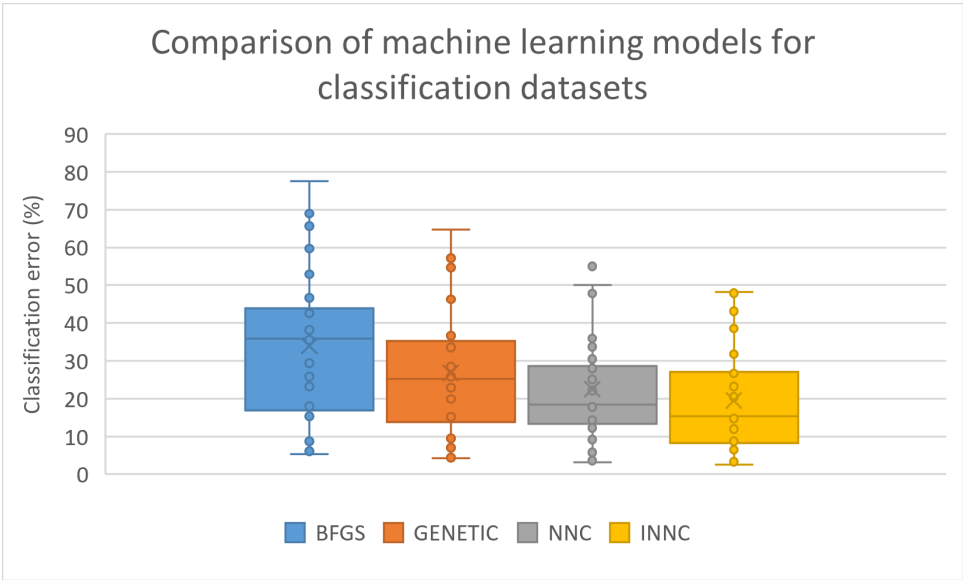 Comparison of machine learning models for
classification datasets
Classification error (%)
90
80
70
60
50
40
30
20
10
0
BFGS GENETIC NNC INNC